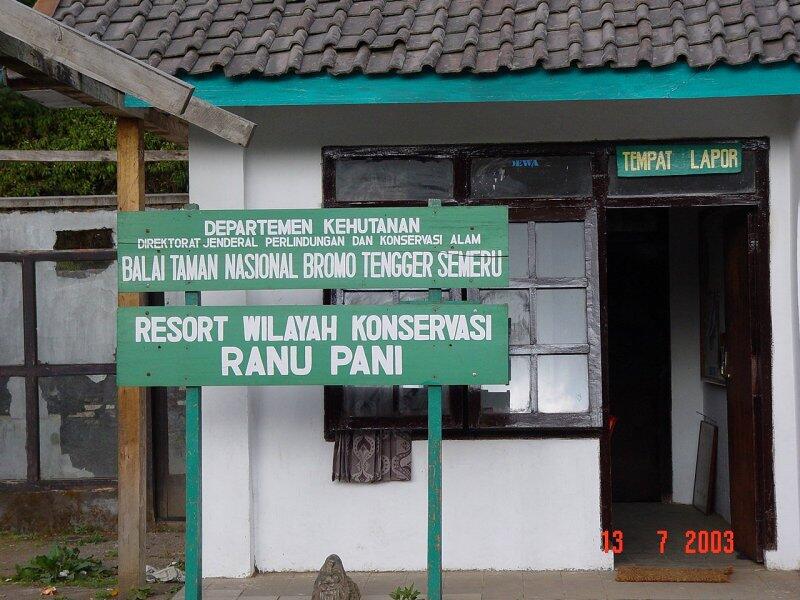 DEPARTEMEN KEHUTANAN
DIREKTORAT JENDERAL PERLINDUNGAN DAN KONSERVASI ALAM
BALAI TAMAN NASIONAL BROMO TENGGER SEMERU
RESORT WILAYAH KONSERVASI
RANU PANI
DEWA
TEMPAT LAPOR
13 7 2003